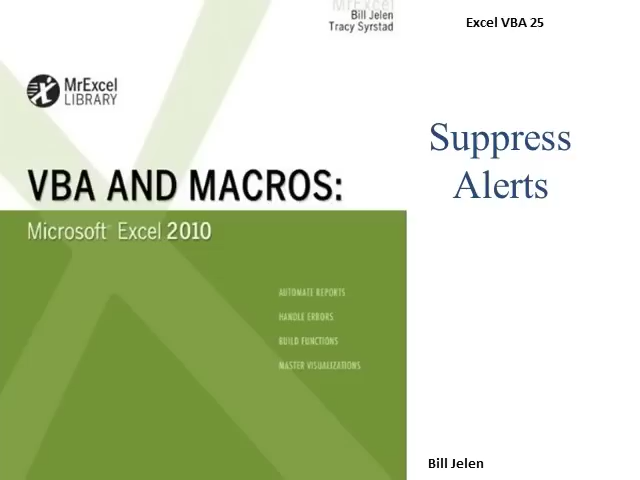 MrExcel
Bill Jelen
Tracy Syrstad
Excel VBA 25
MrExcel
LIBRARY
Suppress
Alerts
VBA AND MACROS:
Microsoft® Excel 2010
AUTOMATE REPORTS
HANDLE ERRORS
BUILD FUNCTIONS
MASTER VISUALIZATIONS
Bill Jelen